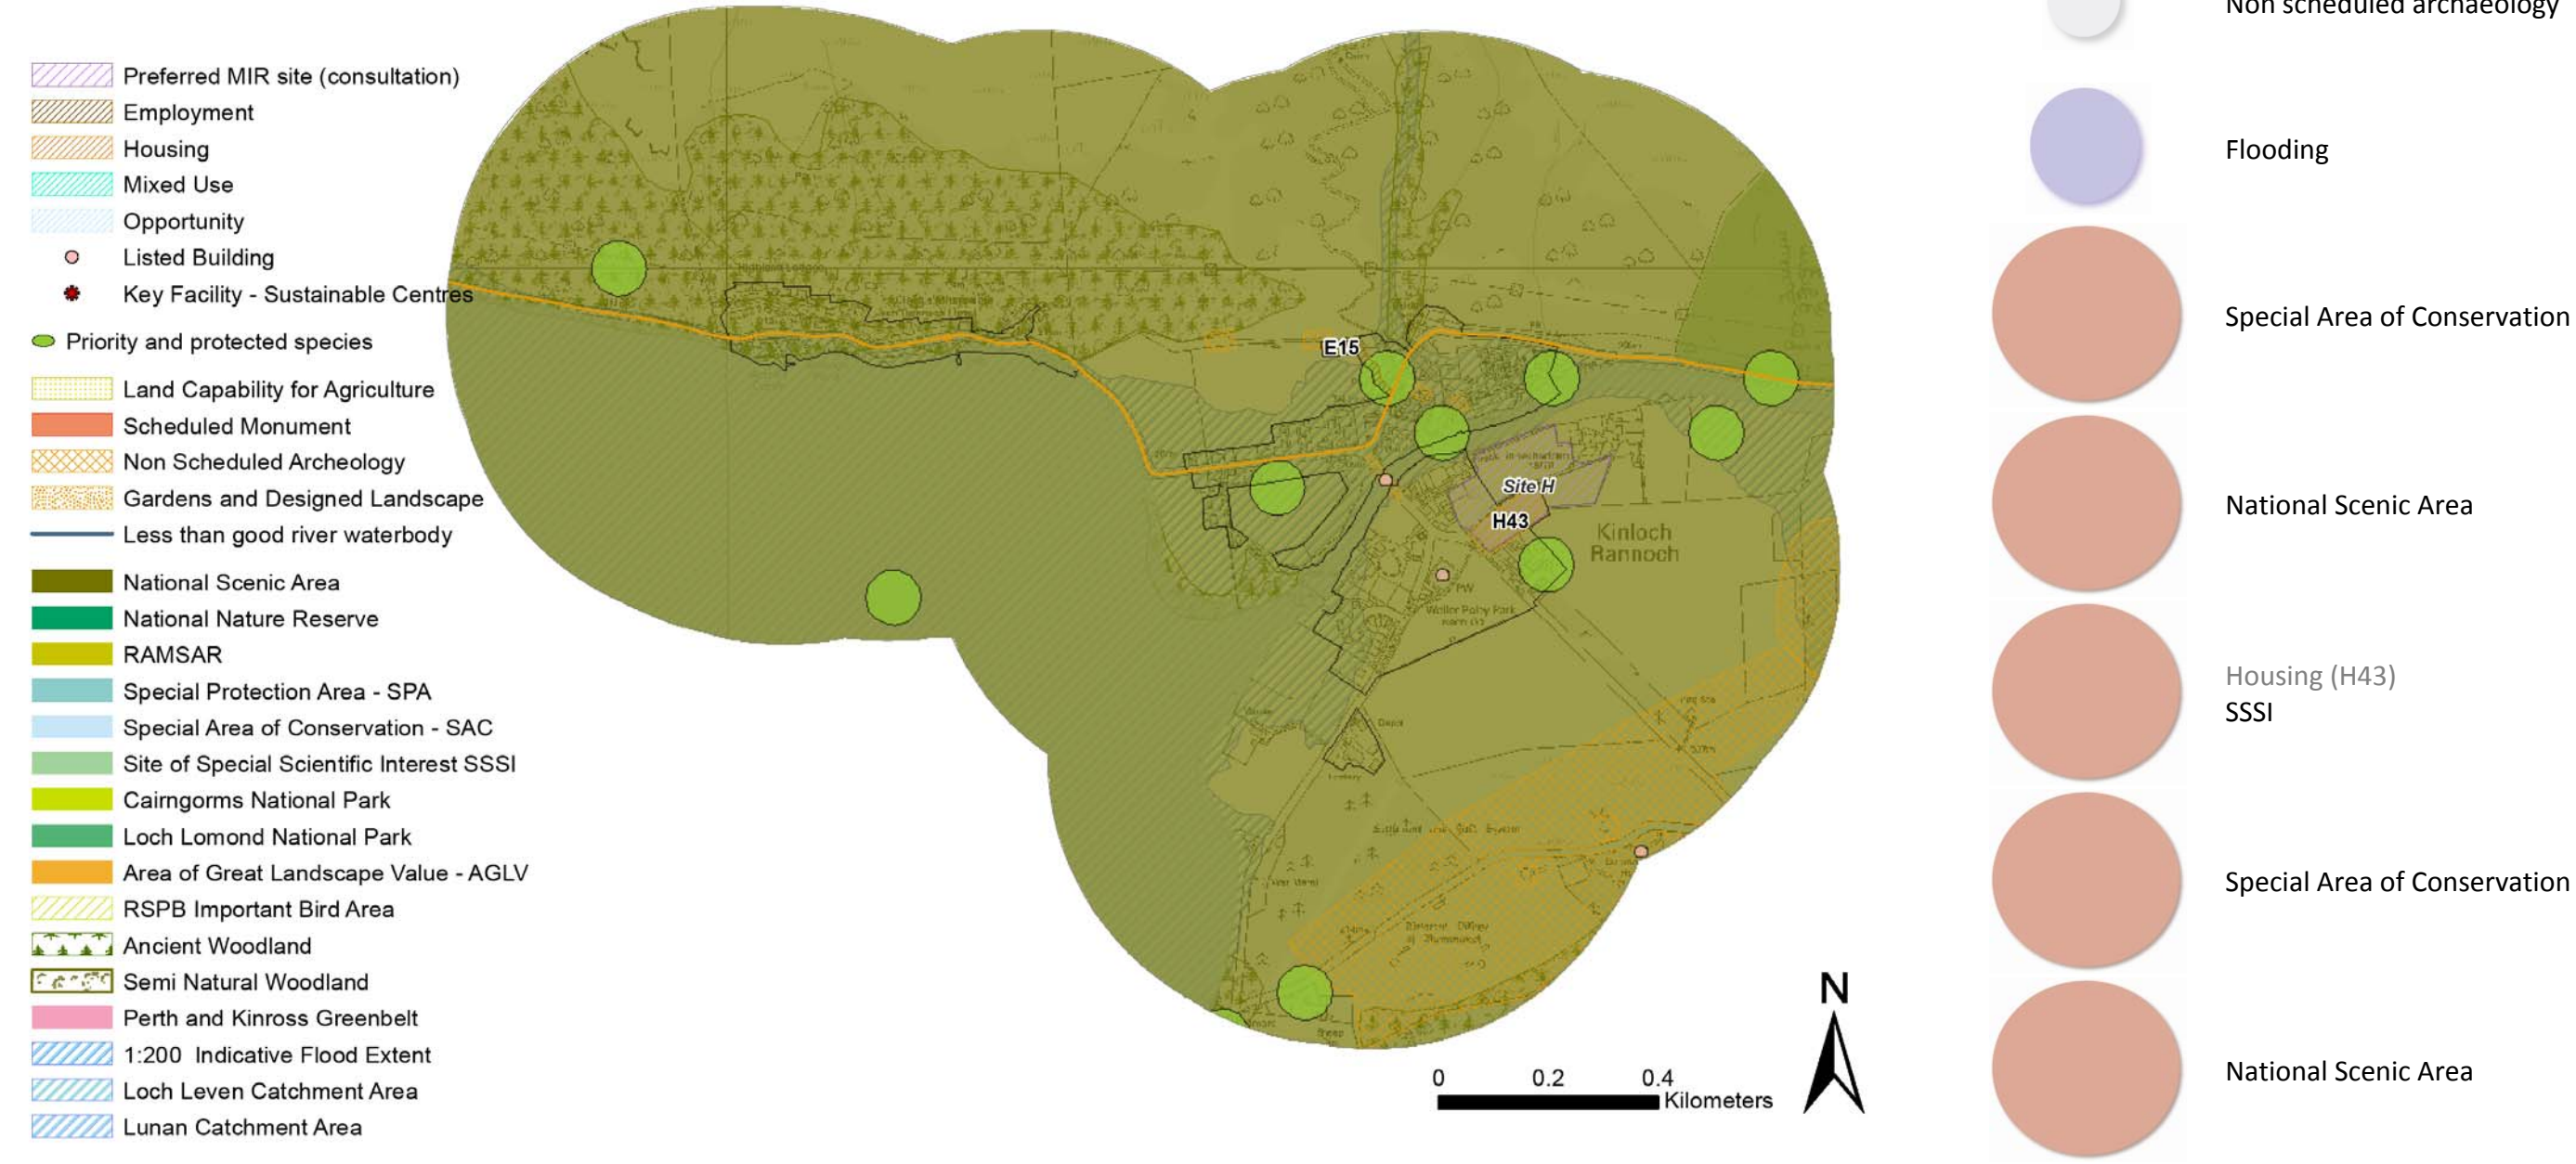 Preferred MIR site (consultation)
Employment
Housing
Mixed Use
Opportunity
Listed Building
Key Facility - Sustainable Centres
Priority and protected species
Land Capability for Agriculture
Scheduled Monument
Non Scheduled Archeology
Gardens and Designed Landscape
Less than good river waterbody
National Scenic Area
National Nature Reserve
RAMSAR
Special Protection Area - SPA
Special Area of Conservation - SAC
Site of Special Scientific Interest SSSI
Cairngorms National Park
Loch Lomond National Park
Area of Great Landscape Value - AGLV
RSPB Important Bird Area
Ancient Woodland
Semi Natural Woodland
Perth and Kinross Greenbelt
1:200 Indicative Flood Extent
Loch Leven Catchment Area
Lunan Catchment Area
E15
Site H
H43
Kinloch
Rannoch
PW
Depot
N
0 0.2 0.4
Kilometers
Non scheduled archaeology
Flooding
Special Area of Conservation
National Scenic Area
Housing (H43)
SSSI
Special Area of Conservation
National Scenic Area